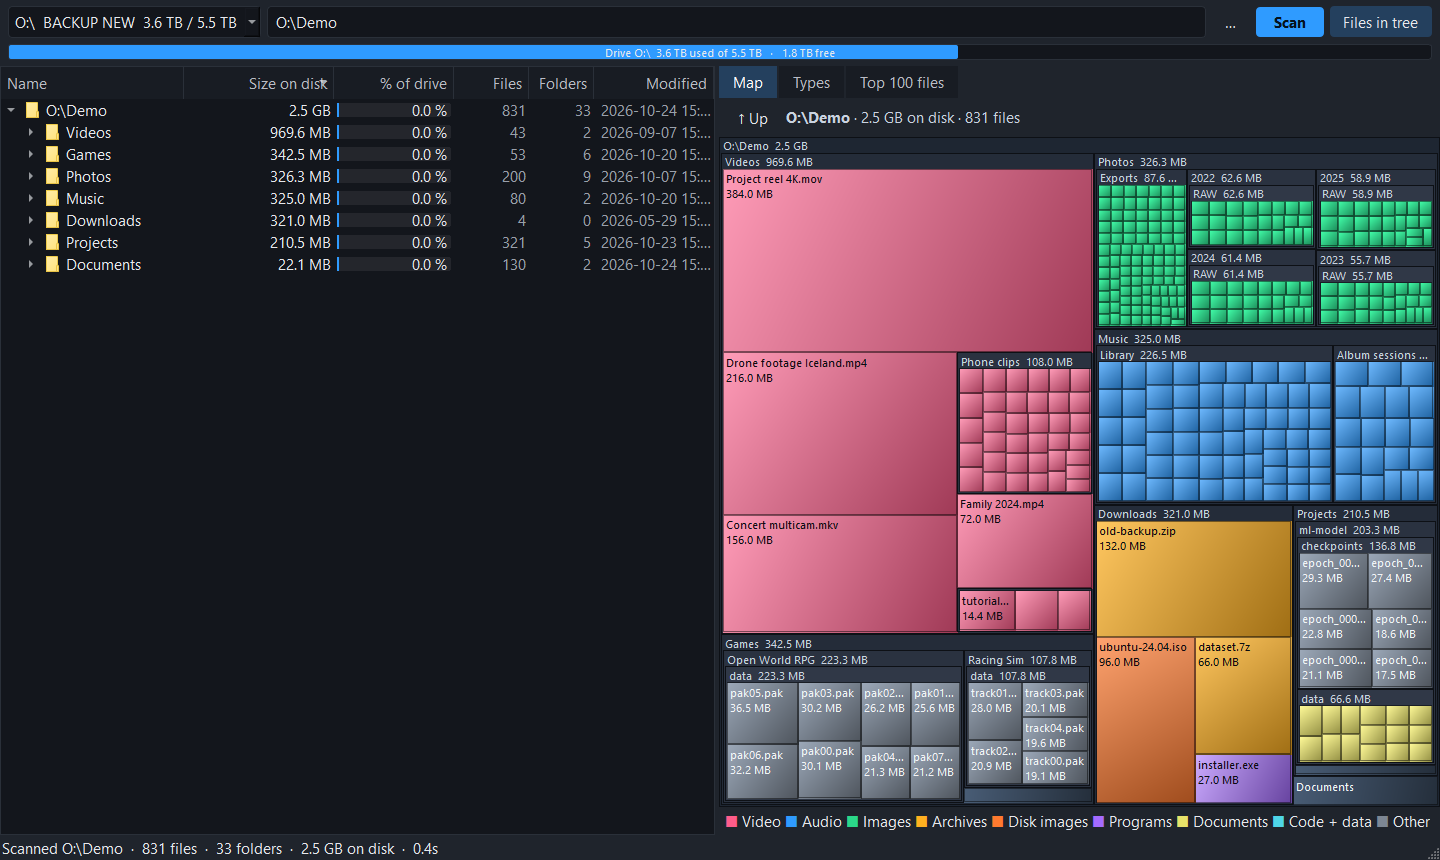 O:\ BACKUP NEW 3.6 TB / 5.5 TB
O:\Demo
...
Scan
Files in tree
Drive O:\ 3.6 TB used of 5.5 TB · 1.8 TB free
Name Size on disk % of drive Files Folders Modified
O:\Demo 2.5 GB 0.0 % 831 33 2026-10-24 15:...
Videos 969.6 MB 0.0 % 43 2 2026-09-07 15:...
Games 342.5 MB 0.0 % 53 6 2026-10-20 15:...
Photos 326.3 MB 0.0 % 200 9 2026-10-07 15:...
Music 325.0 MB 0.0 % 80 2 2026-10-20 15:...
Downloads 321.0 MB 0.0 % 4 0 2026-05-29 15:...
Projects 210.5 MB 0.0 % 321 5 2026-10-23 15:...
Documents 22.1 MB 0.0 % 130 2 2026-10-24 15:...
Map Types Top 100 files
↑ Up O:\Demo · 2.5 GB on disk · 831 files
O:\Demo 2.5 GB
Videos 969.6 MB
Project reel 4K.mov
384.0 MB
Drone footage Iceland.mp4
216.0 MB
Phone clips 108.0 MB
Concert multicam.mkv
156.0 MB
Family 2024.mp4
72.0 MB
tutorial...
14.4 MB
Games 342.5 MB
Open World RPG 223.3 MB
data 223.3 MB
pak05.pak
36.5 MB
pak03.pak
30.2 MB
pak02...
26.2 MB
pak01...
25.6 MB
pak06.pak
32.2 MB
pak00.pak
30.1 MB
pak04...
21.3 MB
pak07...
21.2 MB
Racing Sim 107.8 MB
data 107.8 MB
track01...
28.0 MB
track03.pak
20.1 MB
track04.pak
19.6 MB
track02...
20.9 MB
track00.pak
19.1 MB
Photos 326.3 MB
Exports 87.6 ...
2022 62.6 MB
RAW 62.6 MB
2025 58.9 MB
RAW 58.9 MB
2024 61.4 MB
RAW 61.4 MB
2023 55.7 MB
RAW 55.7 MB
Music 325.0 MB
Library 226.5 MB
Album sessions ...
Downloads 321.0 MB
old-backup.zip
132.0 MB
ubuntu-24.04.iso
96.0 MB
dataset.7z
66.0 MB
installer.exe
27.0 MB
Projects 210.5 MB
ml-model 203.3 MB
checkpoints 136.8 MB
epoch_00...
29.3 MB
epoch_0...
27.4 MB
epoch_000...
22.8 MB
epoch_0...
18.6 MB
epoch_000...
21.1 MB
epoch_0...
17.5 MB
data 66.6 MB
Documents
Video Audio Images Archives Disk images Programs Documents Code + data Other
Scanned O:\Demo · 831 files · 33 folders · 2.5 GB on disk · 0.4s